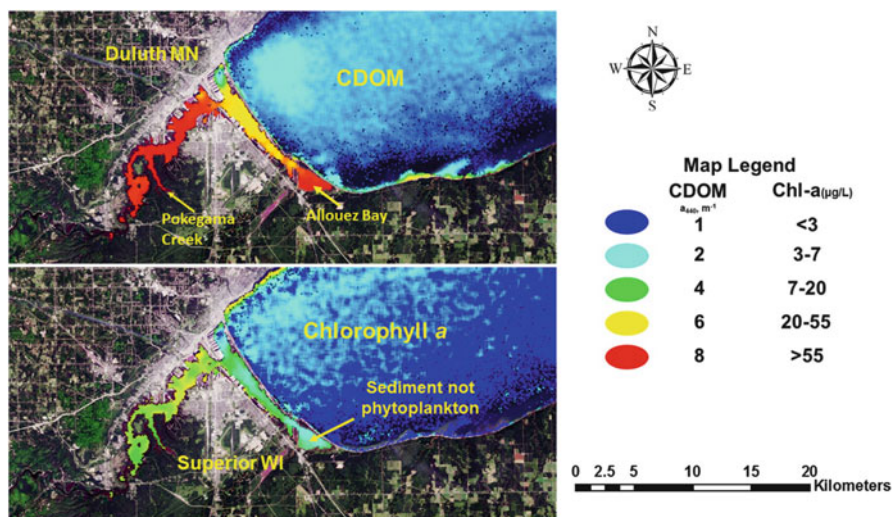 Duluth MN
CDOM
Pokegama
Creek
Allouez Bay
Chlorophyll a
Sediment not
phytoplankton
Superior WI
N
W E
S
Map Legend
CDOM Chl-a(µg/L)
a₄₄₀, m⁻¹
1 <3
2 3-7
4 7-20
6 20-55
8 >55
0 2.5 5 10 15 20
Kilometers